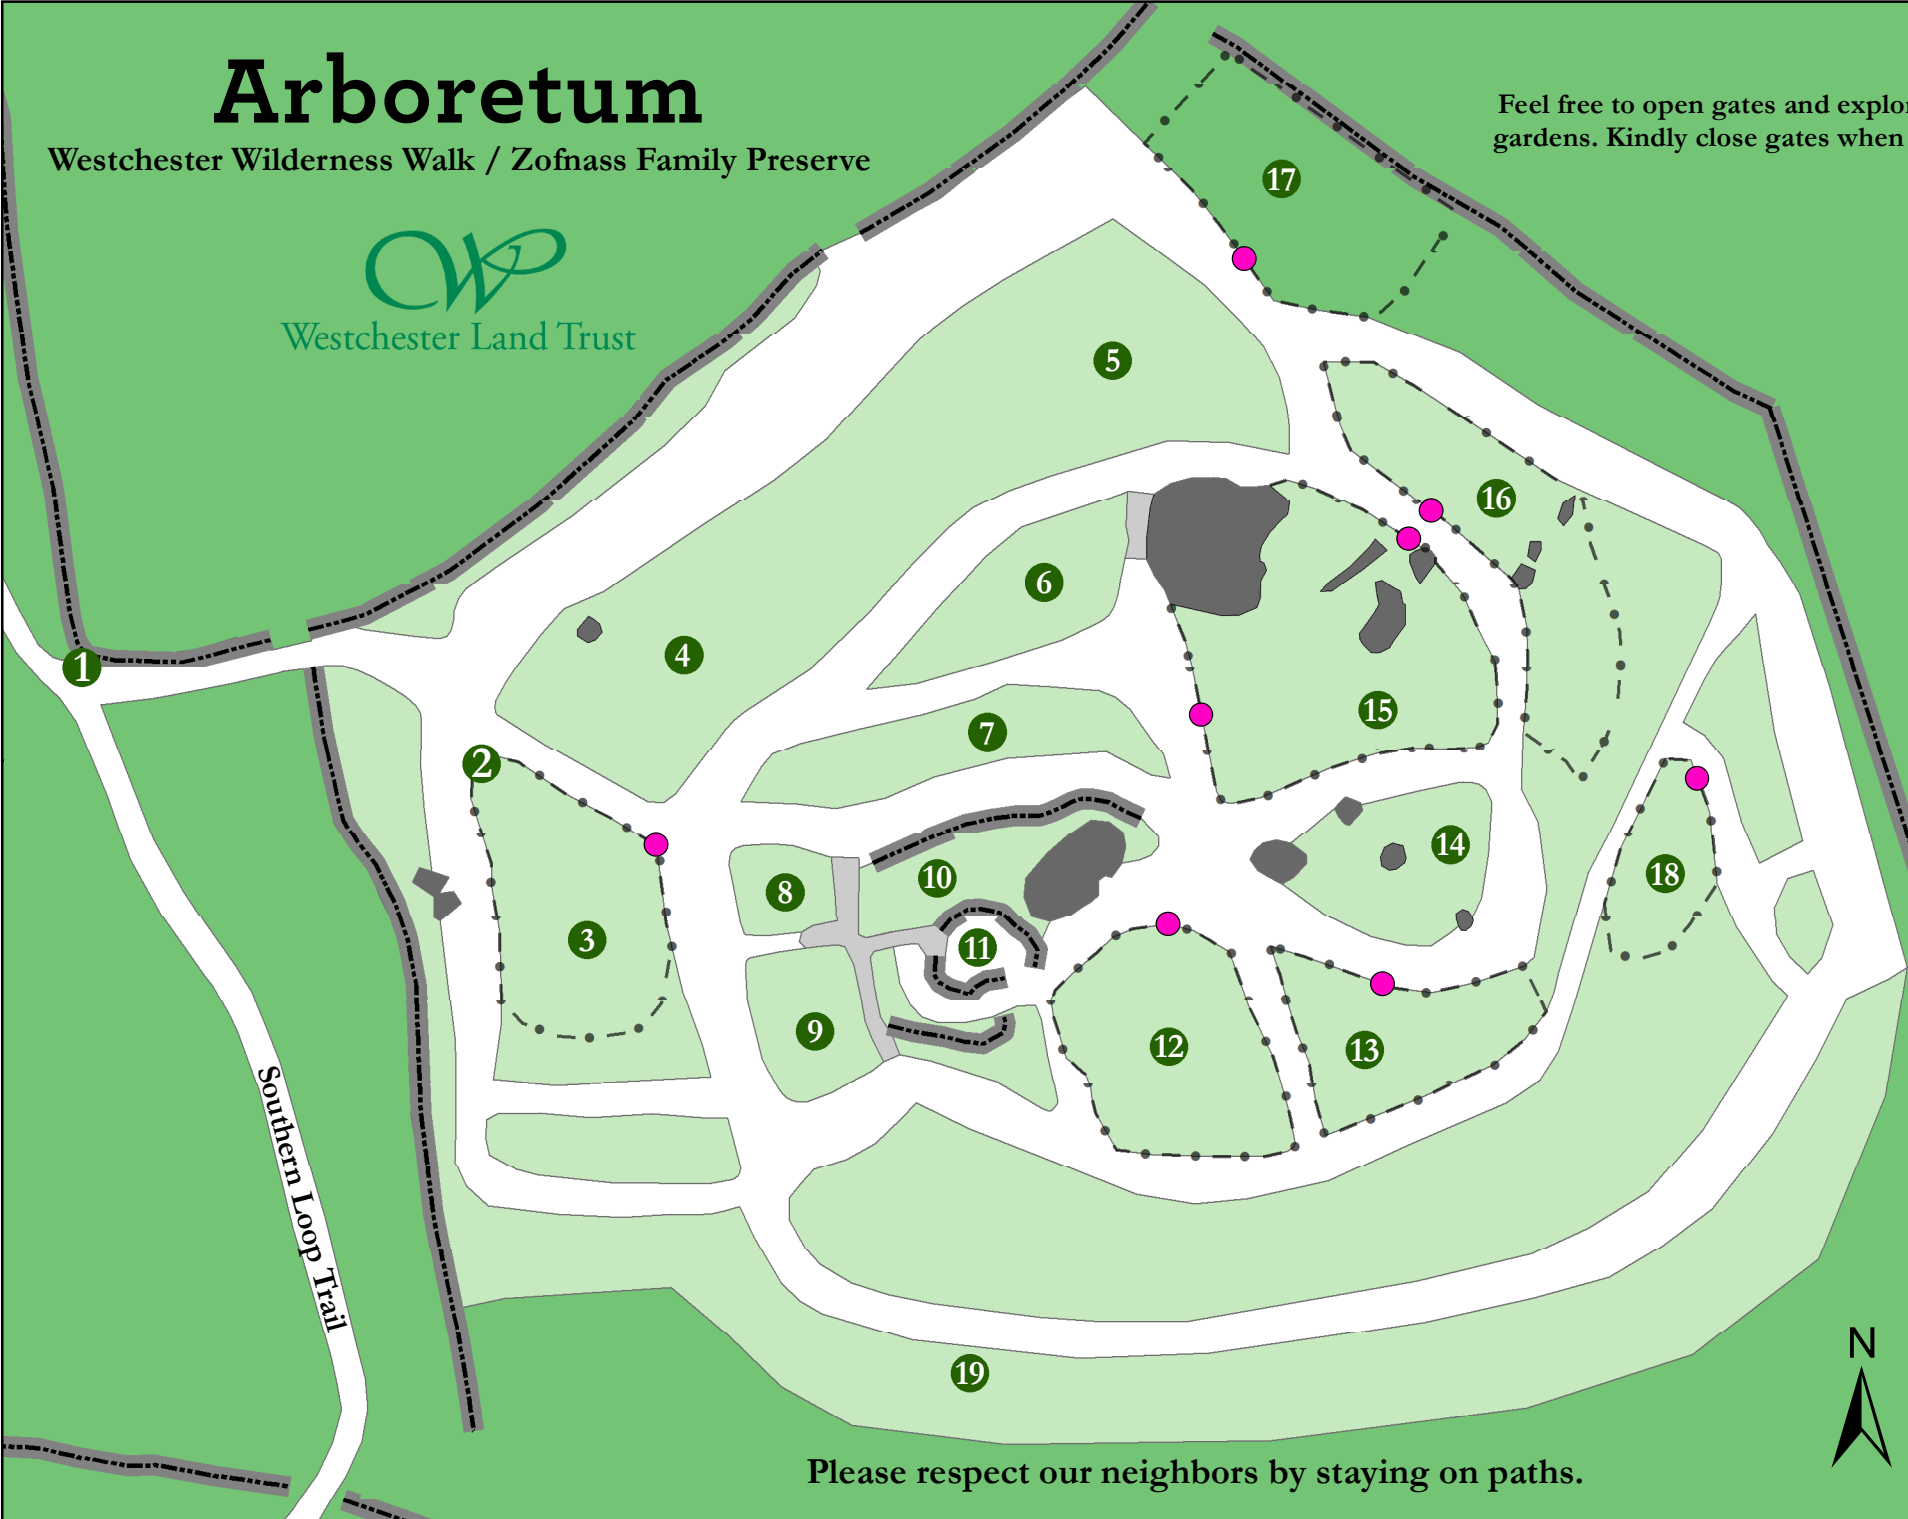 Arboretum
Westchester Wilderness Walk / Zofnass Family Preserve
Westchester Land Trust
Feel free to open gates and
gardens. Kindly close gates when
17
5
16
6
4
1
15
7
2
14
18
10
8
3
11
9
12
13
Southern Loop Trail
19
N
Please respect our neighbors by staying on paths.